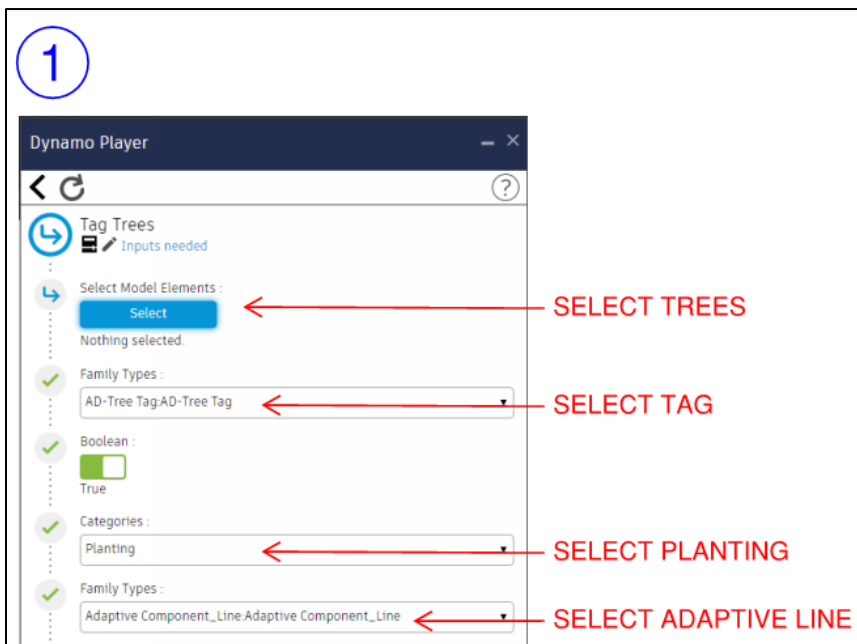 1
Dynamo Player
?
Tag Trees
Inputs needed
Select Model Elements :
Select
SELECT TREES
Nothing selected.
Family Types :
AD-Tree Tag:AD-Tree Tag
SELECT TAG
Boolean :
True
Categories :
Planting
SELECT PLANTING
Family Types :
Adaptive Component_Line:Adaptive Component_Line
SELECT ADAPTIVE LINE